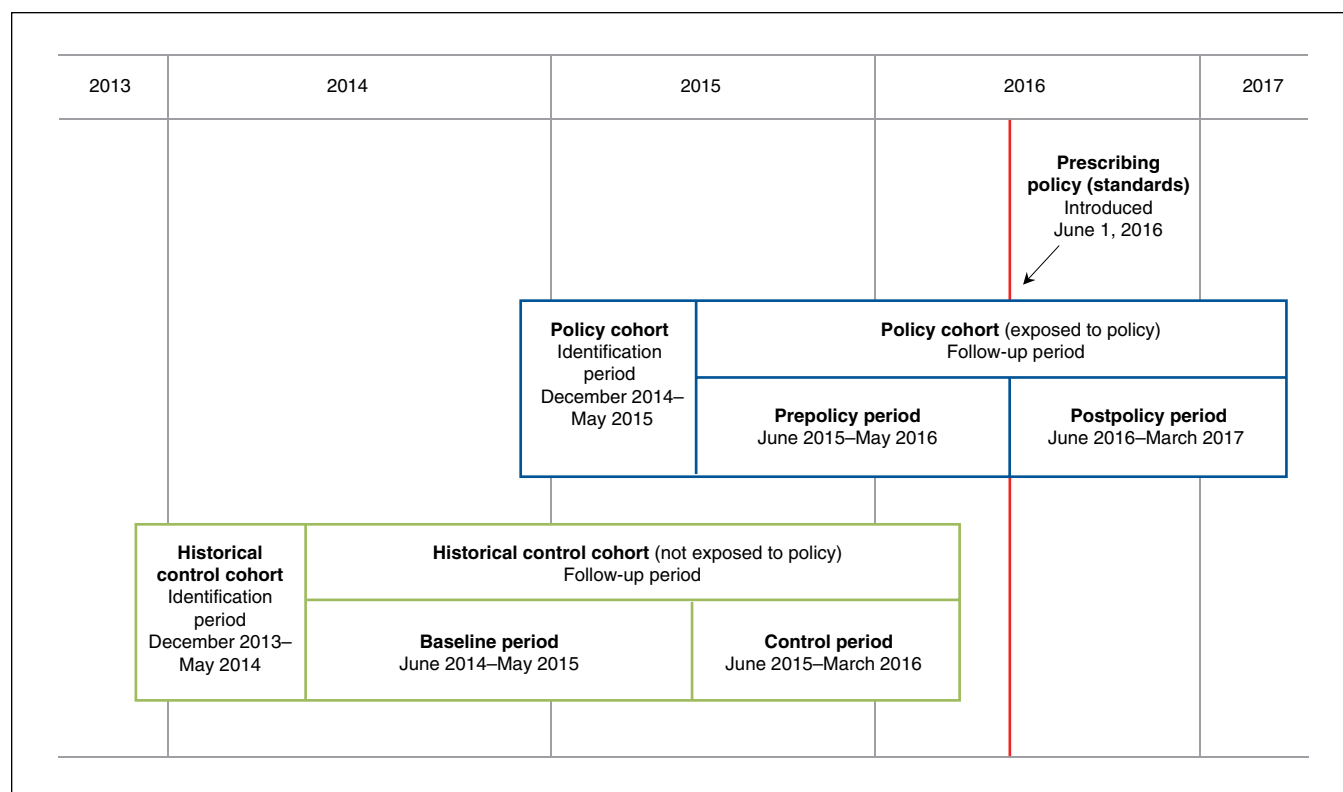 2013
2014
2015
2016
2017
Prescribing
policy (standards)
Introduced
June 1, 2016
Policy cohort
Identification
period
December 2014–
May 2015
Policy cohort (exposed to policy)
Follow-up period
Prepolicy period
June 2015–May 2016
Postpolicy period
June 2016–March 2017
Historical
control cohort
Identification
period
December 2013–
May 2014
Historical control cohort (not exposed to policy)
Follow-up period
Baseline period
June 2014–May 2015
Control period
June 2015–March 2016